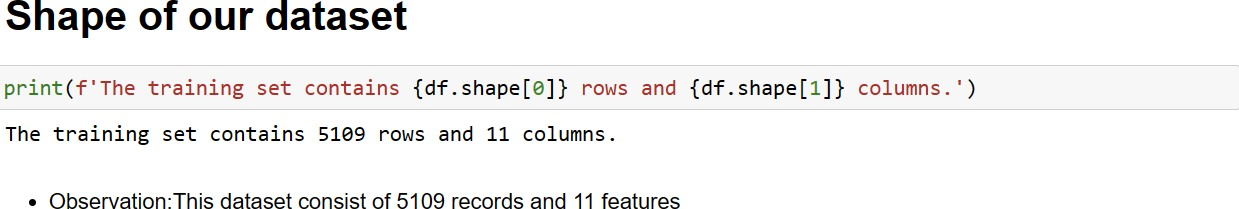 Shape of our dataset
print(f'The training set contains {df.shape[0]} rows and {df.shape[1]} columns.')
The training set contains 5109 rows and 11 columns.
• Observation:This dataset consist of 5109 records and 11 features